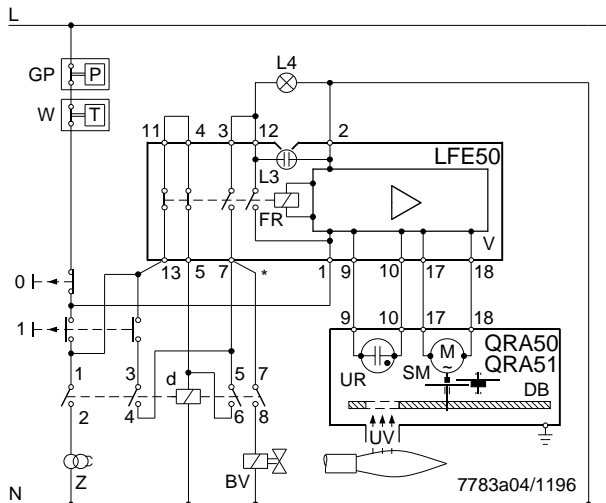 L
L4
GP P
W T
11 4 3 12 2
LFE50
L3
FR
V
13 5 7 * 1 9 10 17 18
0
1
9 10 17 18
QRA50
QRA51
M
~
UR SM
DB
1 3 d 5 7
2 4 6 8
UV
Z BV
7783a04/1196
N